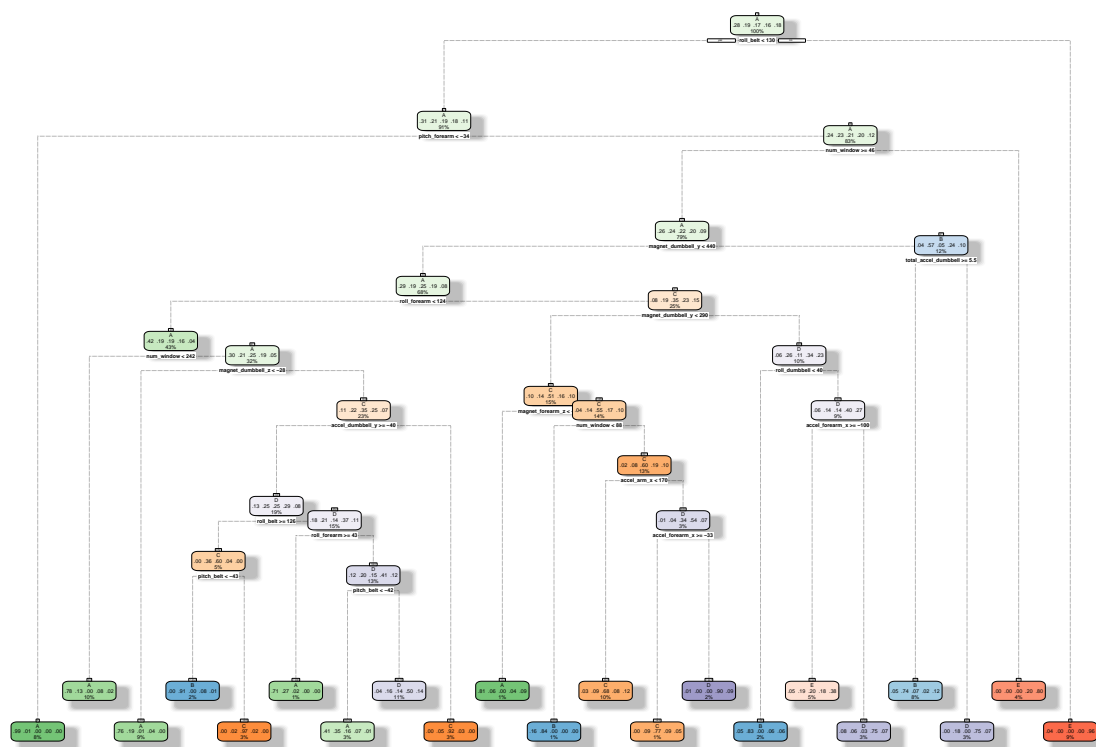 A
.28 .19 .17 .16 .18
100%
roll_belt < 130
A
.31 .21 .19 .18 .11
91%
pitch_forearm < −34
A
.24 .23 .21 .20 .12
83%
num_window >= 46
A
.26 .24 .22 .20 .09
79%
magnet_dumbbell_y < 440
B
.04 .57 .05 .24 .10
12%
total_accel_dumbbell >= 5.5
A
.29 .19 .25 .19 .08
68%
roll_forearm < 124
C
.08 .19 .35 .23 .15
25%
magnet_dumbbell_y < 290
A
.42 .19 .19 .16 .04
43%
num_window < 242
A
.30 .21 .25 .19 .05
32%
magnet_dumbbell_z < −28
D
.06 .26 .11 .34 .23
10%
roll_dumbbell < 40
C
.10 .14 .51 .16 .10
15%
magnet_forearm_z <
C
.04 .14 .55 .17 .10
14%
num_window < 88
C
.11 .22 .35 .25 .07
23%
accel_dumbbell_y >= −40
D
.06 .14 .14 .40 .27
9%
accel_forearm_x >= −100
C
.02 .08 .60 .19 .10
13%
accel_arm_x < 170
D
.13 .25 .25 .29 .08
19%
roll_belt >= 126
D
.18 .21 .14 .37 .11
15%
roll_forearm >= 43
D
.01 .04 .34 .54 .07
3%
accel_forearm_x >= −33
C
.00 .36 .60 .04 .00
5%
pitch_belt < −43
D
.12 .20 .15 .41 .12
13%
pitch_belt < −42
A
.78 .13 .00 .08 .02
10%
B
.00 .91 .00 .08 .01
2%
A
.71 .27 .02 .00 .00
1%
D
.04 .16 .14 .50 .14
11%
A
.81 .06 .00 .04 .09
1%
C
.03 .09 .68 .08 .12
10%
D
.01 .00 .00 .90 .09
2%
E
.05 .19 .20 .18 .38
5%
B
.05 .74 .07 .02 .12
8%
E
.00 .00 .00 .20 .80
4%
A
.99 .01 .00 .00 .00
8%
A
.76 .19 .01 .04 .00
9%
C
.00 .02 .97 .02 .00
3%
A
.41 .35 .16 .07 .01
3%
C
.00 .05 .92 .03 .00
3%
B
.16 .84 .00 .00 .00
1%
C
.00 .09 .77 .09 .05
1%
B
.05 .83 .00 .06 .06
2%
D
.08 .06 .03 .75 .07
3%
D
.00 .18 .00 .75 .07
3%
E
.04 .00 .00 .00 .96
9%